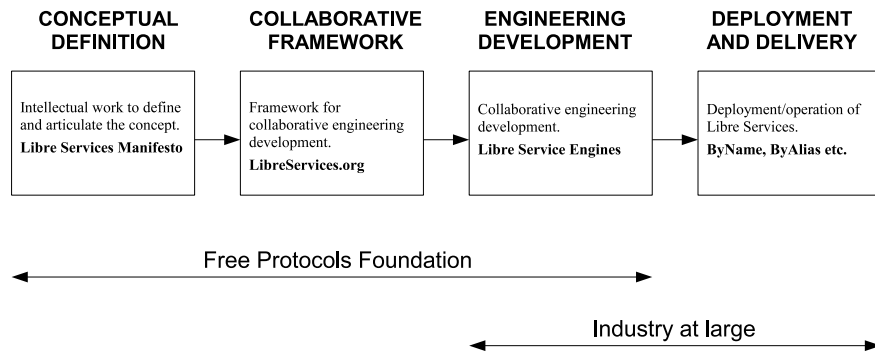 CONCEPTUAL
DEFINITION
Intellectual work to define
and articulate the concept.
Libre Services Manifesto
COLLABORATIVE
FRAMEWORK
Framework for
collaborative engineering
development.
LibreServices.org
ENGINEERING
DEVELOPMENT
Collaborative engineering
development.
Libre Service Engines
DEPLOYMENT
AND DELIVERY
Deployment/operation of
Libre Services.
ByName, ByAlias etc.
Free Protocols Foundation
Industry at large